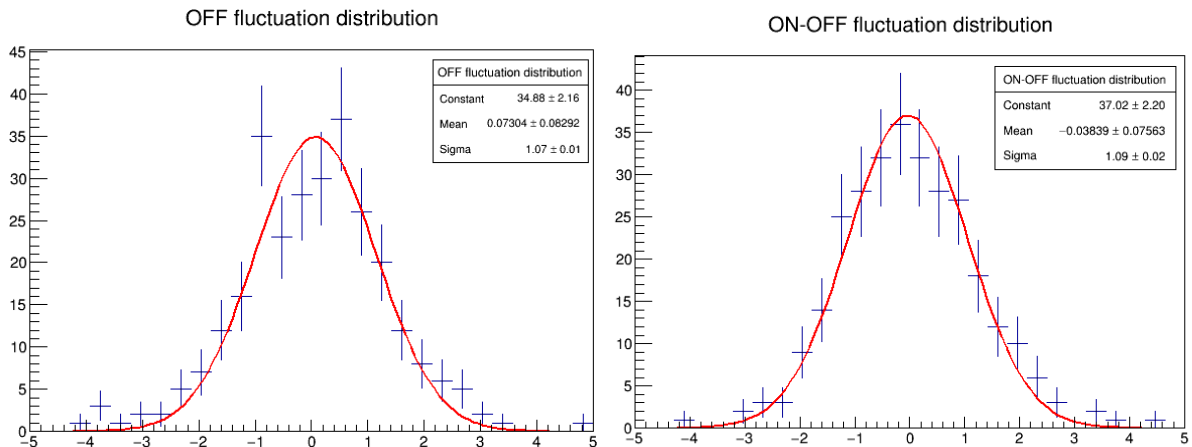 OFF fluctuation distribution
45
40
35
30
25
20
15
10
5
0
−5 −4 −3 −2 −1 0 1 2 3 4 5
OFF fluctuation distribution
Constant 34.88 ± 2.16
Mean 0.07304 ± 0.08292
Sigma 1.07 ± 0.01
ON-OFF fluctuation distribution
40
35
30
25
20
15
10
5
0
−5 −4 −3 −2 −1 0 1 2 3 4 5
ON-OFF fluctuation distribution
Constant 37.02 ± 2.20
Mean −0.03839 ± 0.07563
Sigma 1.09 ± 0.02